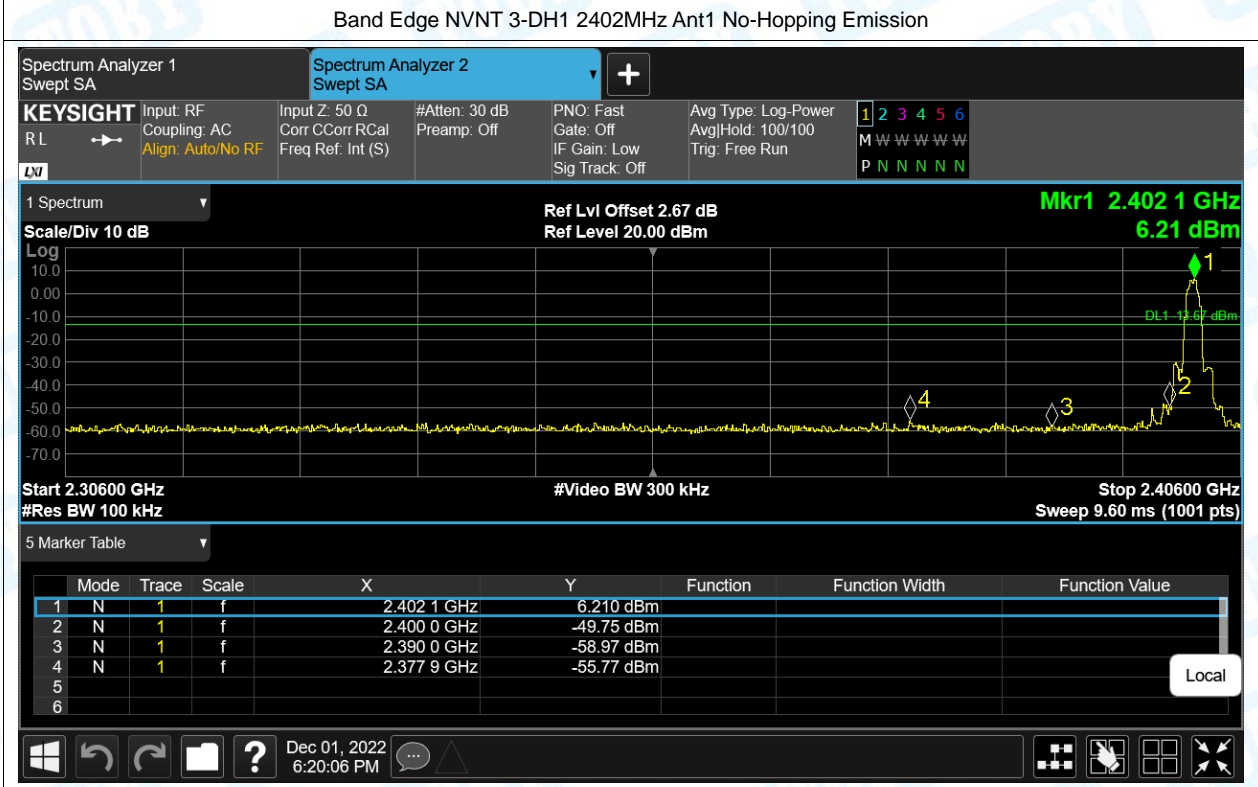 Band Edge NVNT 3-DH1 2402MHz Ant1 No-Hopping Emission
Spectrum Analyzer 1
Swept SA
Spectrum Analyzer 2
Swept SA
KEYSIGHT
R L
LXI
Input: RF
Coupling: AC
Align: Auto/No RF
Input Z: 50 Ω
Corr CCorr RCal
Freq Ref: Int (S)
#Atten: 30 dB
Preamp: Off
PNO: Fast
Gate: Off
IF Gain: Low
Sig Track: Off
Avg Type: Log-Power
Avg|Hold: 100/100
Trig: Free Run
1 2 3 4 5 6
M W W W W W
P N N N N N
1 Spectrum
Scale/Div 10 dB
Ref Lvl Offset 2.67 dB
Ref Level 20.00 dBm
Mkr1 2.402 1 GHz
6.21 dBm
Log
10.0
0.00
-10.0
-20.0
-30.0
-40.0
-50.0
-60.0
-70.0
1
DL1 -13.67 dBm
2
4
3
Start 2.30600 GHz
#Video BW 300 kHz
Stop 2.40600 GHz
#Res BW 100 kHz
Sweep 9.60 ms (1001 pts)
5 Marker Table
Mode Trace Scale X Y Function Function Width Function Value
1 N 1 f 2.402 1 GHz 6.210 dBm
2 N 1 f 2.400 0 GHz -49.75 dBm
3 N 1 f 2.390 0 GHz -58.97 dBm
4 N 1 f 2.377 9 GHz -55.77 dBm
5
6
Local
?
Dec 01, 2022
6:20:06 PM